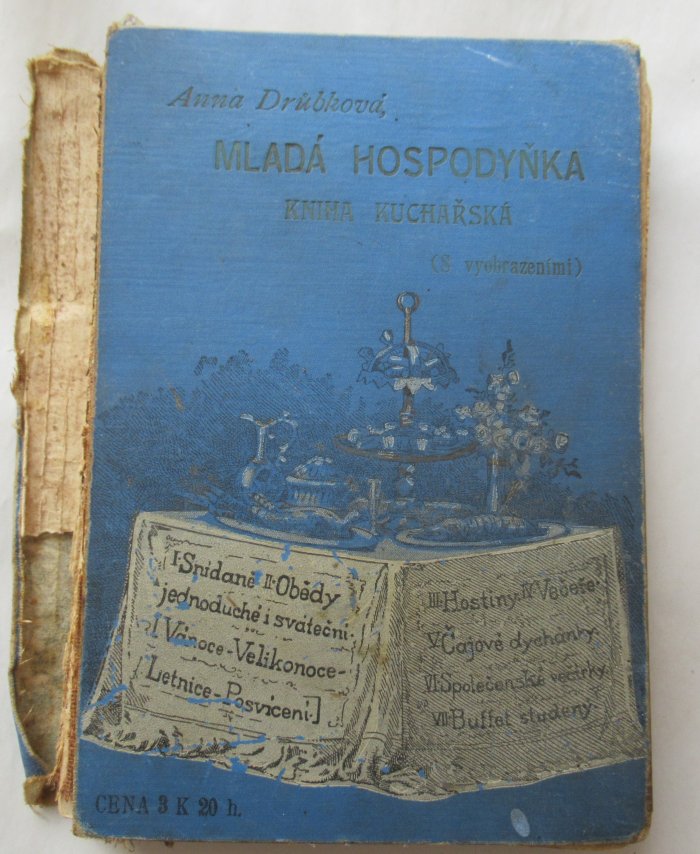 Anna Drůbková,
MLADÁ HOSPODYŇKA
KNIHA KUCHAŘSKÁ
(S vyobrazeními)
I. Snídaně II. Obědy
jednoduché i sváteční.
[Vánoce-Velikonoce-
Letnice-Posvícení.]
III. Hostiny. IV. Večeře.
V. Čajové dýchánky.
VI. Společenské večírky.
VII. Buffet studený.
CENA 3 K 20 h.